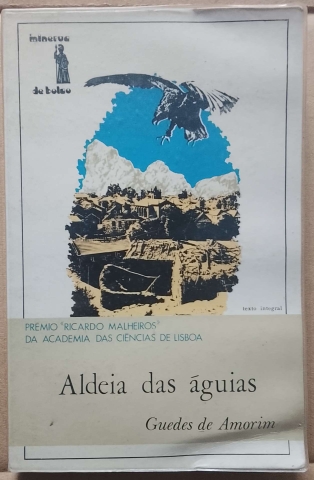 minerva
de bolso
texto integral
PRÉMIO "RICARDO MALHEIROS"
DA ACADEMIA DAS CIÊNCIAS DE LISBOA
Aldeia das águias
Guedes de Amorim